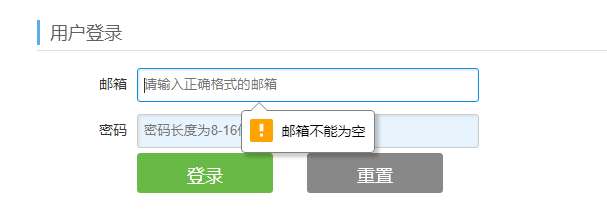 用户登录
邮箱 请输入正确格式的邮箱
邮箱不能为空
密码 密码长度为8-16
登录 重置